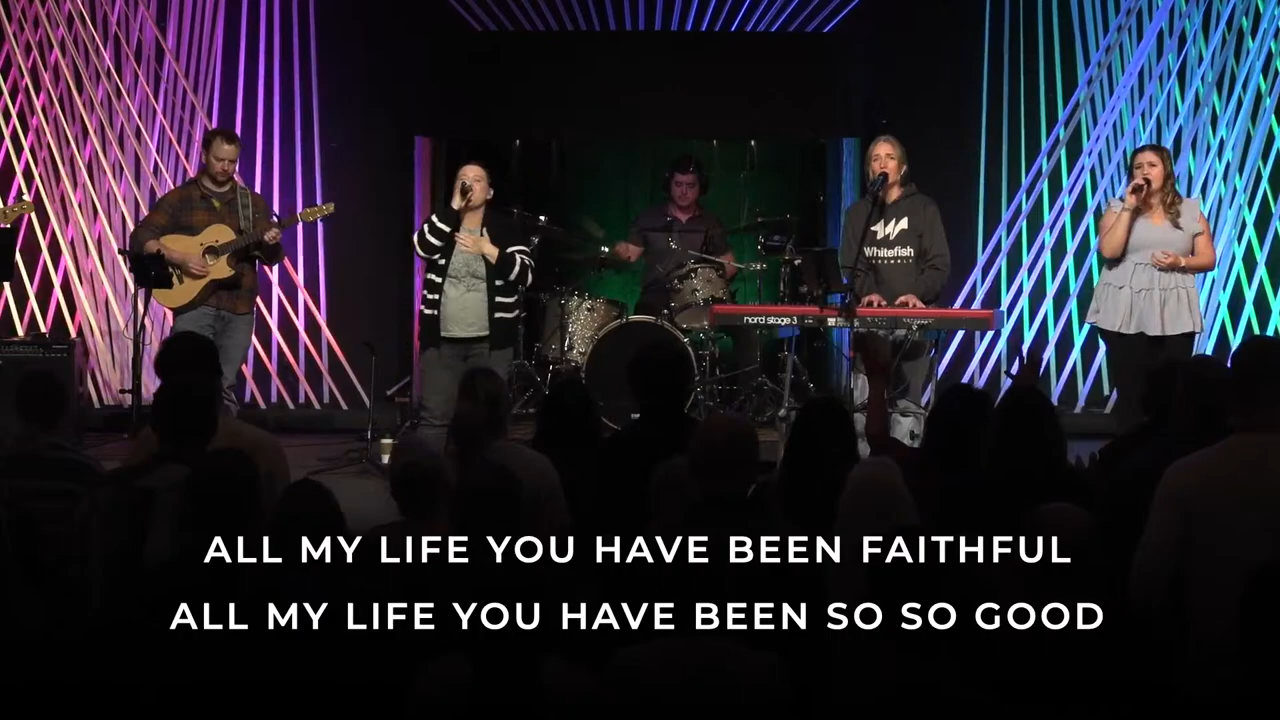 Whitefish
ASSEMBLY
nord stage 3
ALL MY LIFE YOU HAVE BEEN FAITHFUL
ALL MY LIFE YOU HAVE BEEN SO SO GOOD